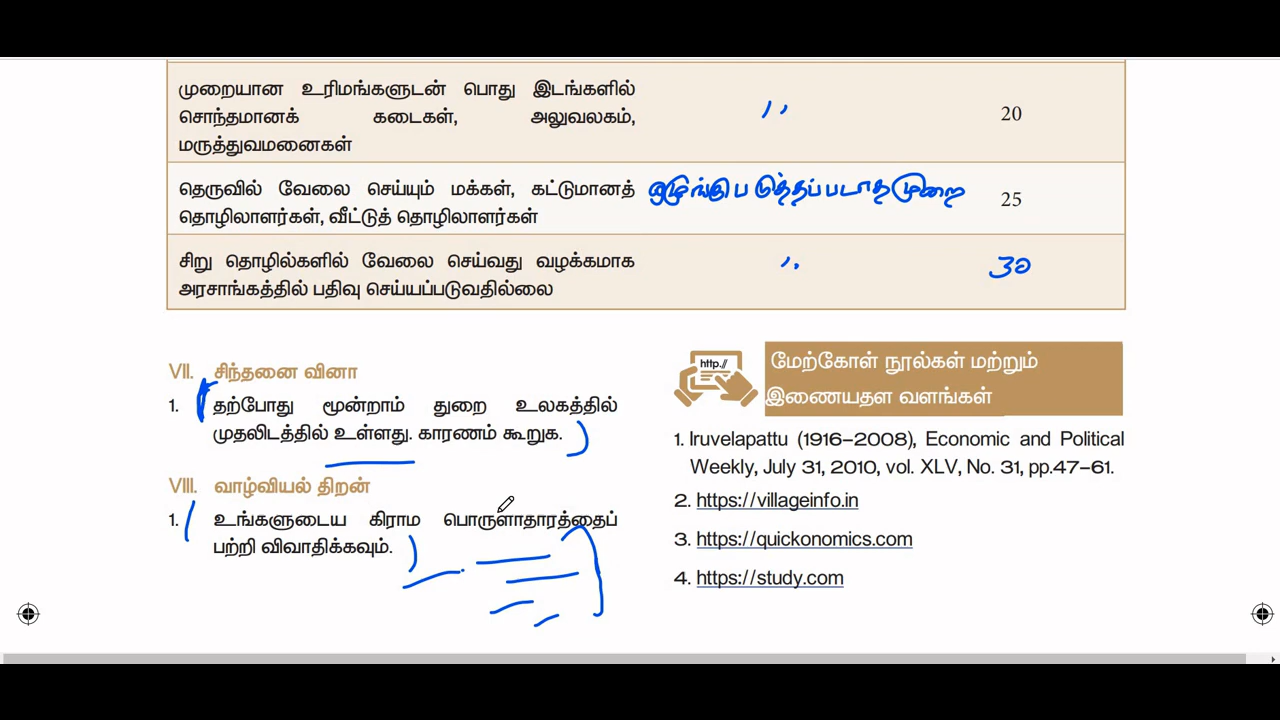 முறையான உரிமங்களுடன் பொது இடங்களில்
சொந்தமானக் கடைகள், அலுவலகம்,
மருத்துவமனைகள்
,, 20
தெருவில் வேலை செய்யும் மக்கள், கட்டுமானத்
தொழிலாளர்கள், வீட்டுத் தொழிலாளர்கள்
ஒழுங்குபடுத்தப்படாத முறை 25
சிறு தொழில்களில் வேலை செய்வது வழக்கமாக
அரசாங்கத்தில் பதிவு செய்யப்படுவதில்லை
,, 30
VII. சிந்தனை வினா
1. தற்போது மூன்றாம் துறை உலகத்தில்
முதலிடத்தில் உள்ளது. காரணம் கூறுக.
VIII. வாழ்வியல் திறன்
1. உங்களுடைய கிராம பொருளாதாரத்தைப்
பற்றி விவாதிக்கவும்.
http://
மேற்கோள் நூல்கள் மற்றும்
இணையதள வளங்கள்
1. Iruvelapattu (1916–2008), Economic and Political
Weekly, July 31, 2010, vol. XLV, No. 31, pp.47–61.
2. https://villageinfo.in
3. https://quickonomics.com
4. https://study.com